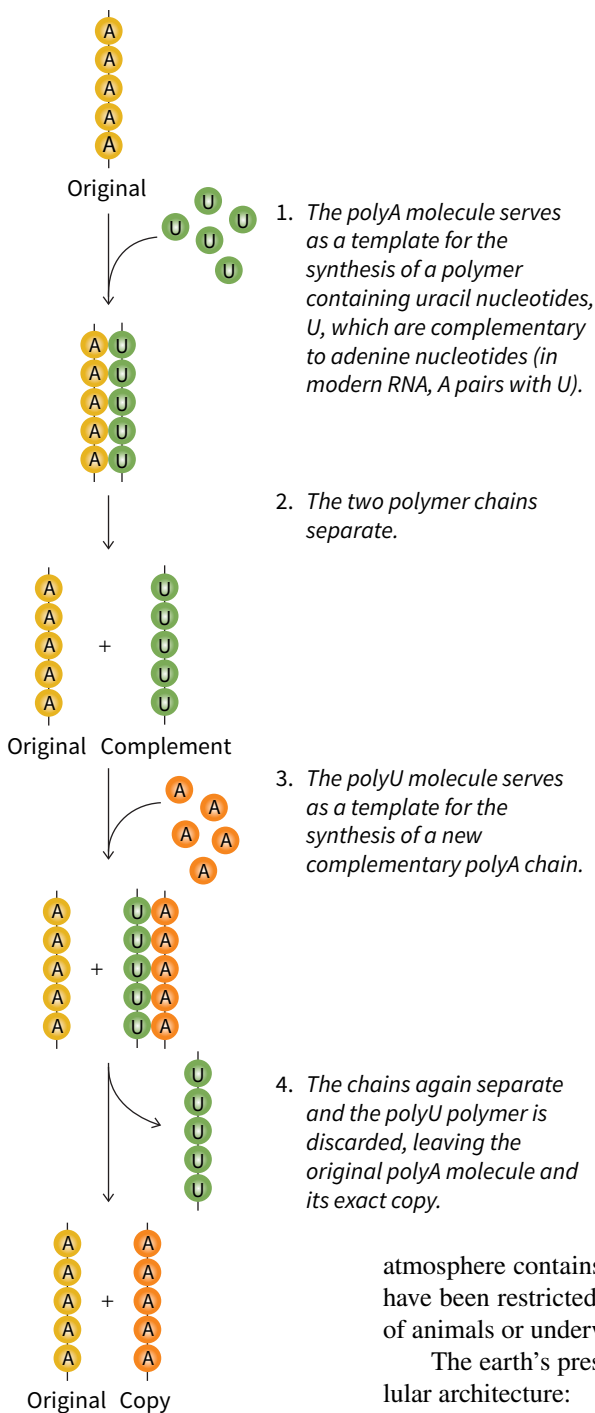 A
A
A
A
A
Original
U
U
U
U
U
1. The polyA molecule serves
as a template for the
synthesis of a polymer
containing uracil nucleotides,
U, which are complementary
to adenine nucleotides (in
modern RNA, A pairs with U).
A U
A U
A U
A U
A U
2. The two polymer chains
separate.
A U
A U
A + U
A U
A U
Original Complement
A
A
A
A
A
3. The polyU molecule serves
as a template for the
synthesis of a new
complementary polyA chain.
A U A
A U A
A + U A
A U A
A U A
U
U
U
U
U
4. The chains again separate
and the polyU polymer is
discarded, leaving the
original polyA molecule and
its exact copy.
A A
A A
A + A
A A
A A
Original Copy
atmosphere contains
have been restricted
of animals or underw
The earth's pres
lular architecture: